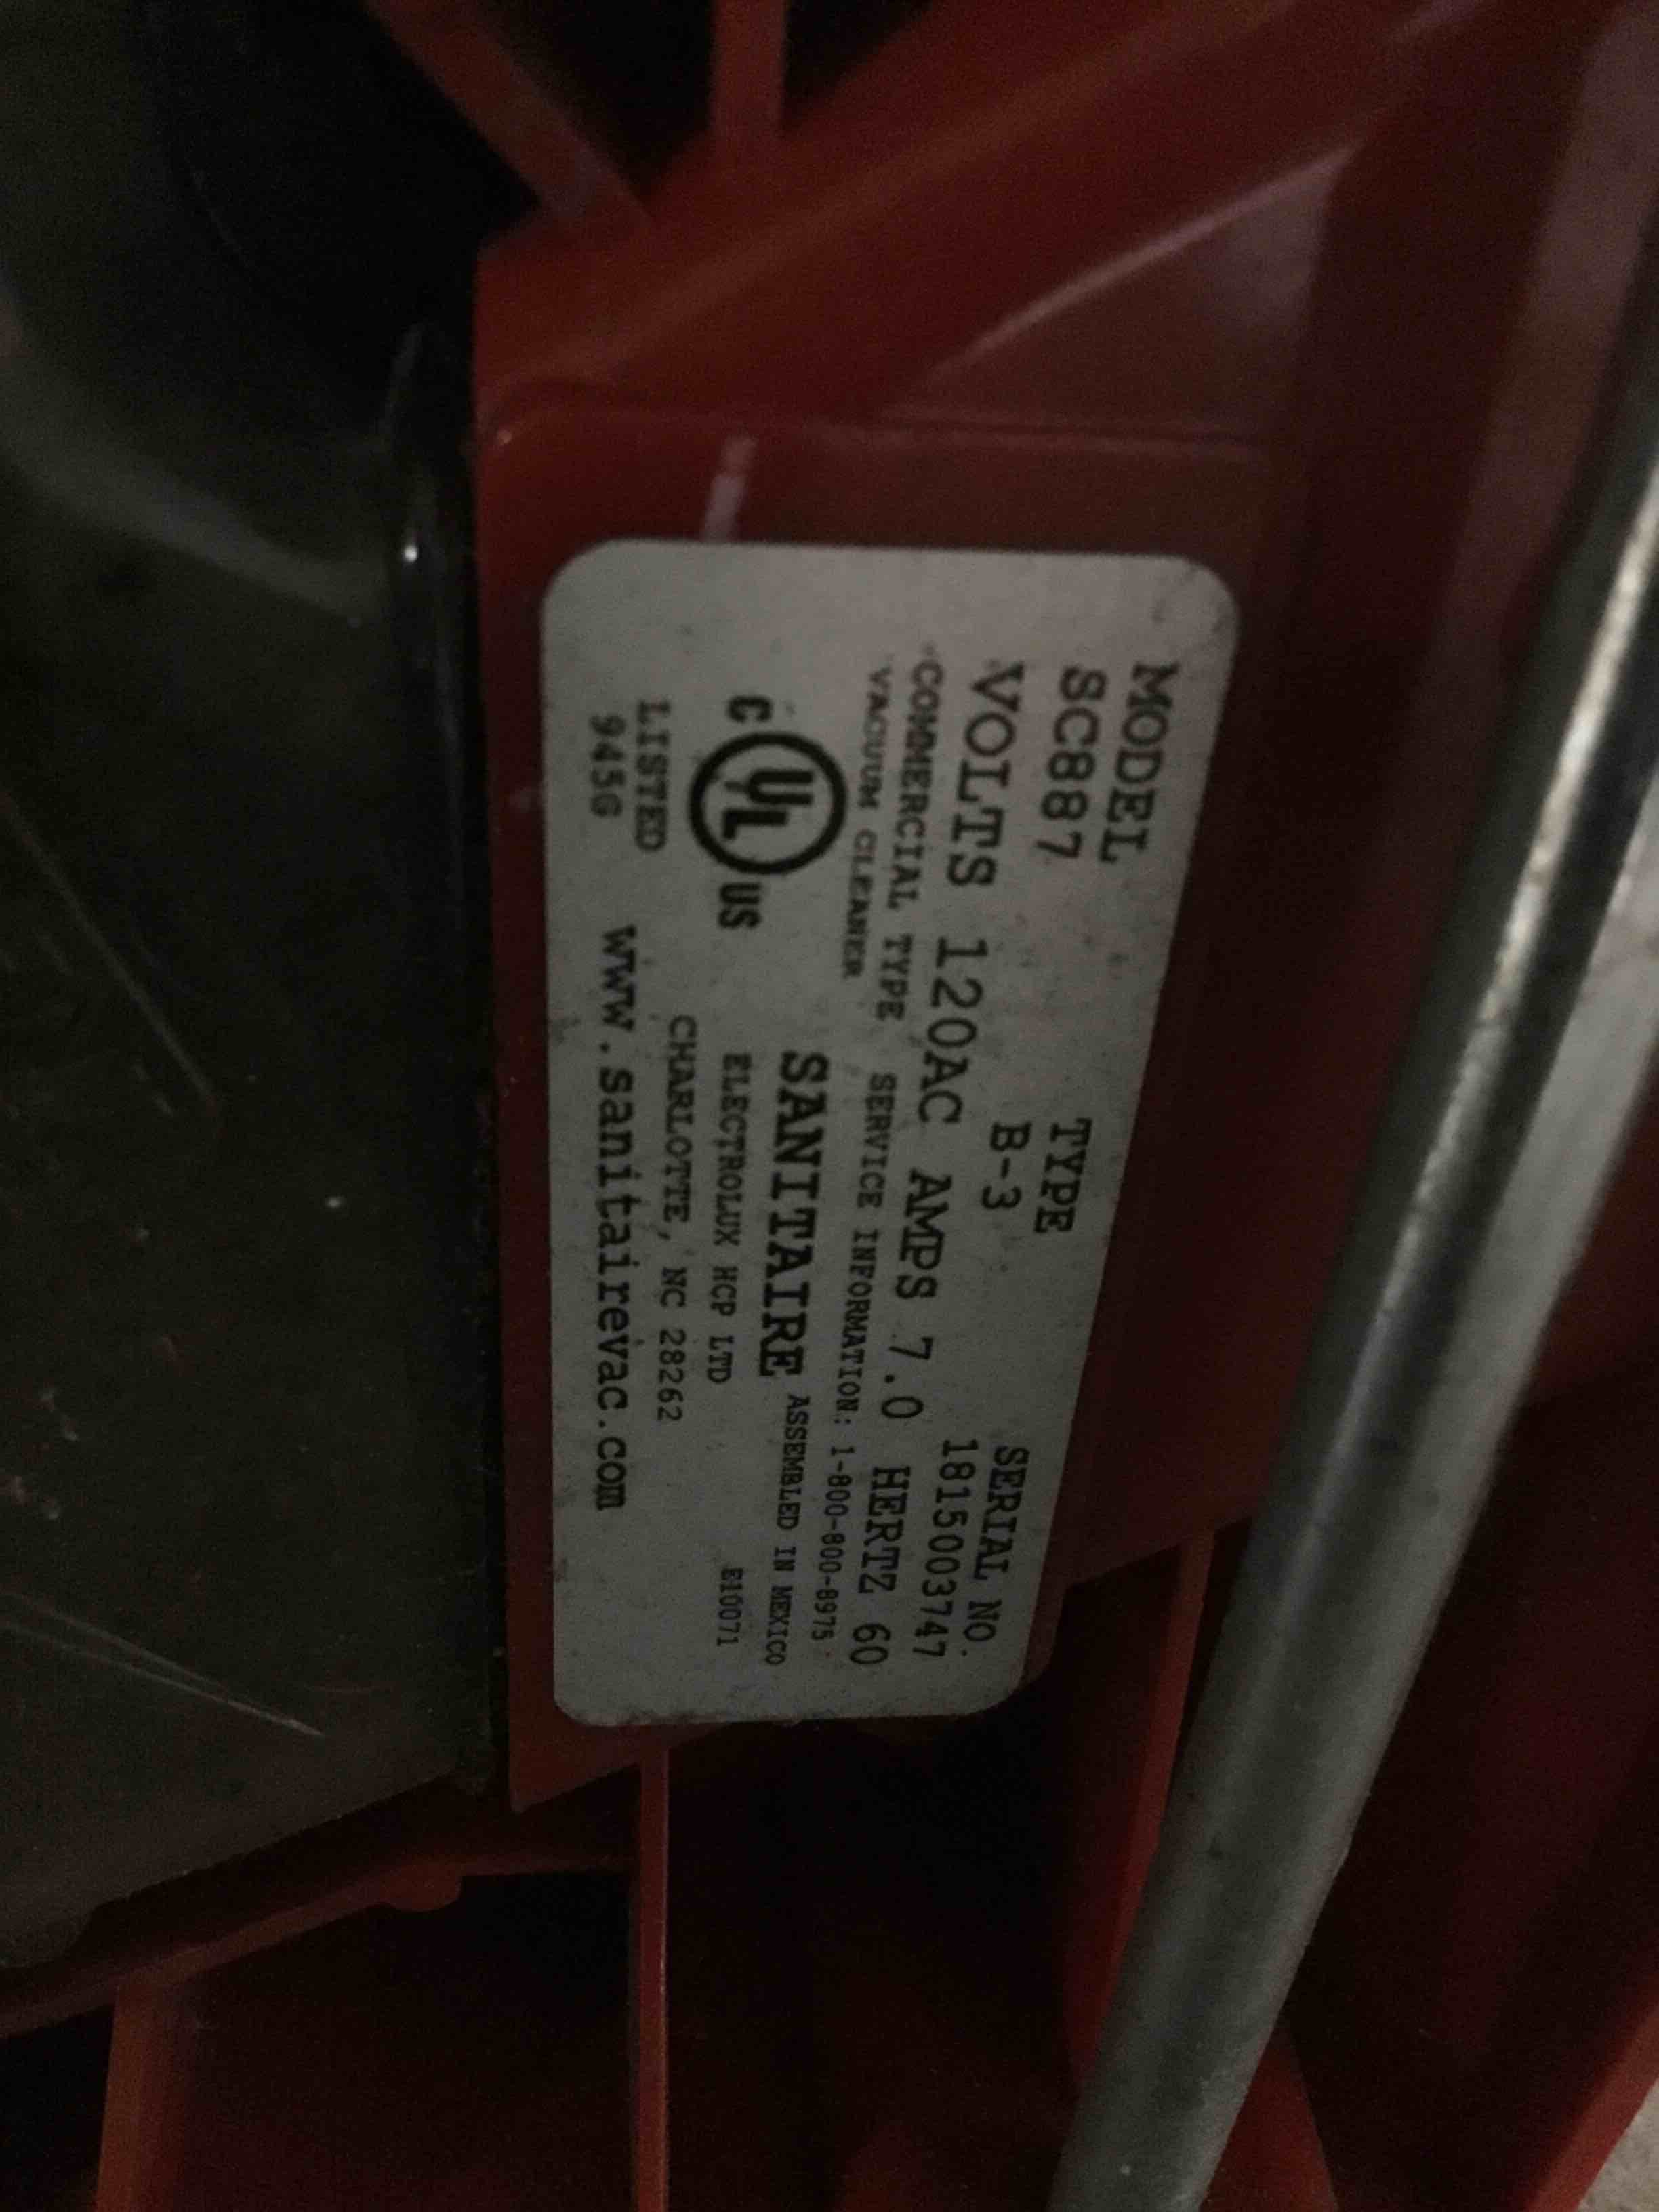 MODEL TYPE SERIAL NO.
SC887 B-3 1815003747
VOLTS 120AC AMPS 7.0 HERTZ 60
COMMERCIAL TYPE SERVICE INFORMATION: 1-800-800-8975
VACUUM CLEANER
SANITAIRE ASSEMBLED IN MEXICO
C UL US
ELECTROLUX HCP LTD E10071
LISTED CHARLOTTE, NC 28262
945G www.sanitairevac.com